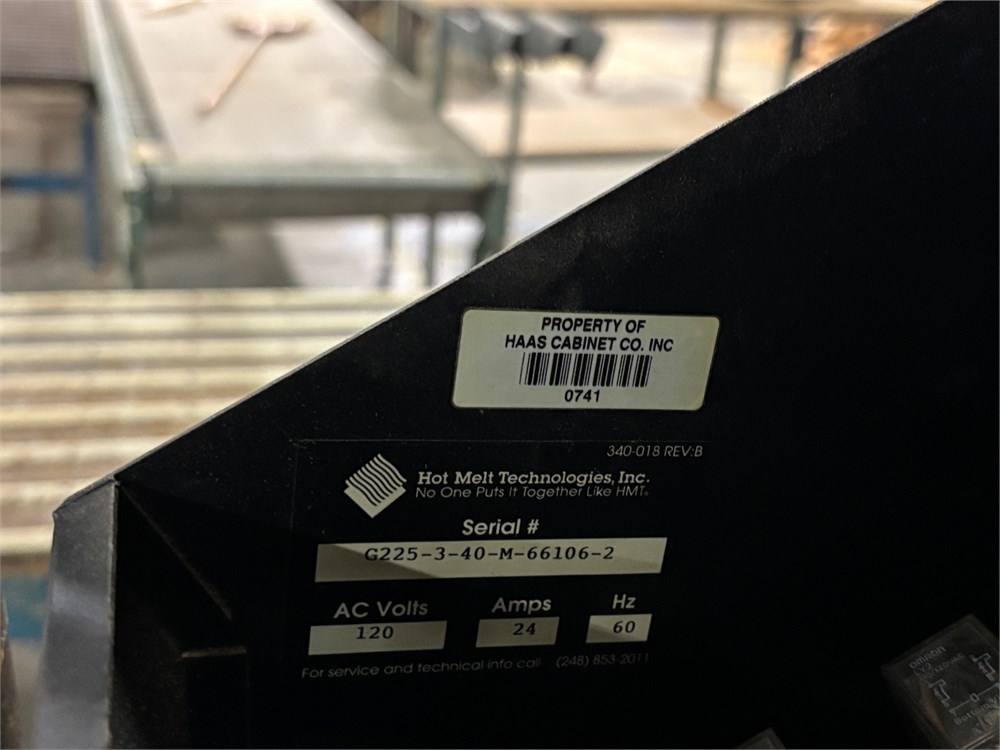 PROPERTY OF
HAAS CABINET CO. INC
0741
340-018 REV:B
Hot Melt Technologies, Inc.
No One Puts It Together Like HMT.
Serial #
G225-3-40-M-66106-2
AC Volts Amps Hz
120 24 60
For service and technical info call (248) 853-2011
omron